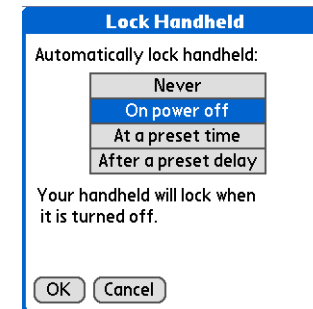 Lock Handheld
Automatically lock handheld:
Never
On power off
At a preset time
After a preset delay
Your handheld will lock when
it is turned off.
OK Cancel